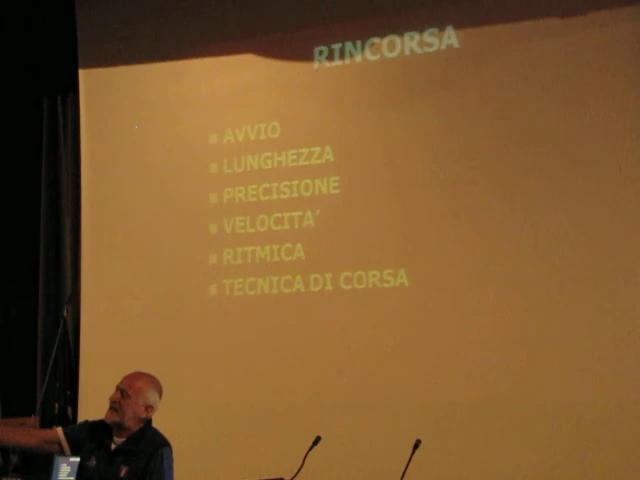 RINCORSA
AVVIO
LUNGHEZZA
PRECISIONE
VELOCITA'
RITMICA
TECNICA DI CORSA